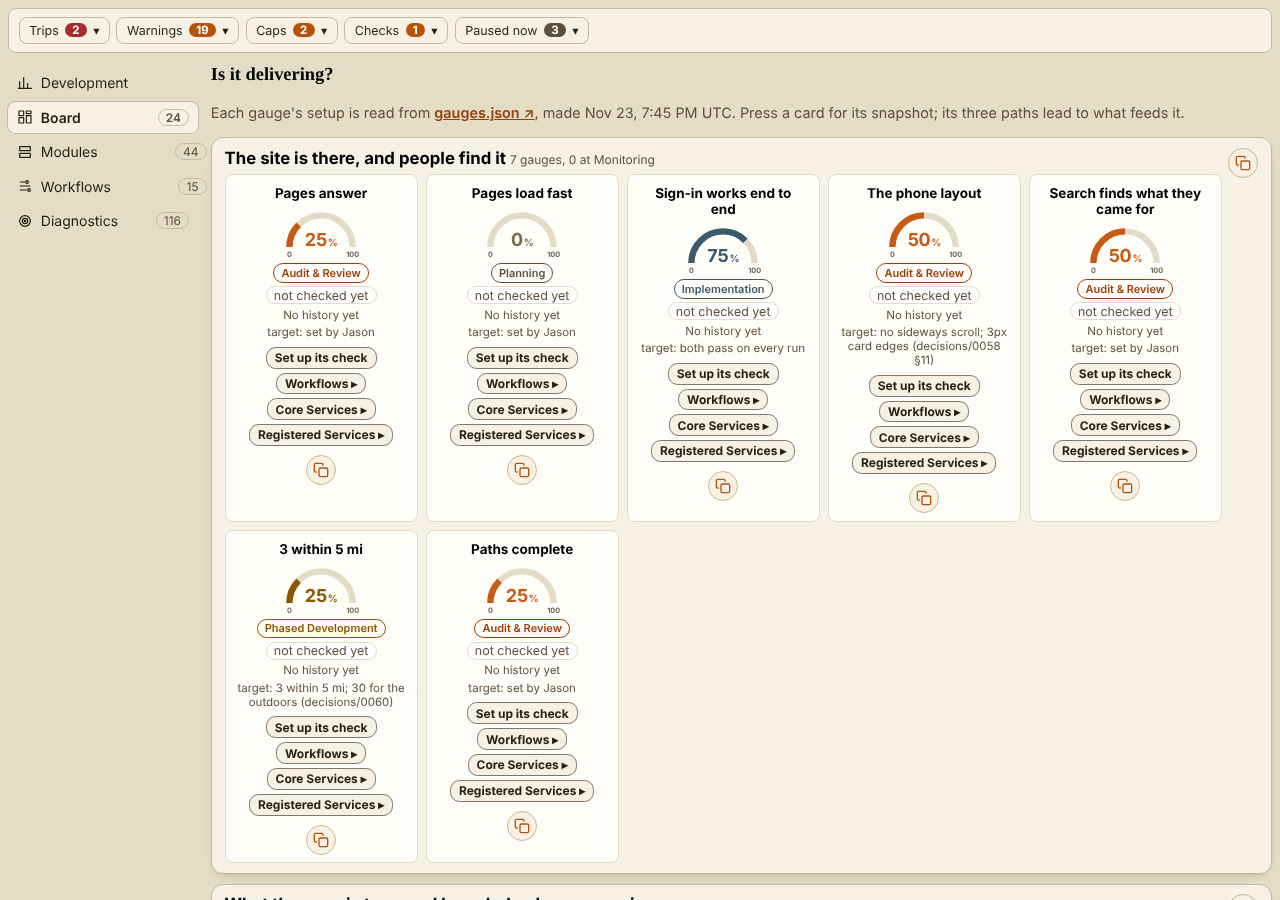 Trips 2 ▾ Warnings 19 ▾ Caps 2 ▾ Checks 1 ▾ Paused now 3 ▾
Development
Board 24
Modules 44
Workflows 15
Diagnostics 116
Is it delivering?
Each gauge's setup is read from gauges.json ↗, made Nov 23, 7:45 PM UTC. Press a card for its snapshot; its three paths lead to what feeds it.
The site is there, and people find it 7 gauges, 0 at Monitoring
Pages answer
25%
0 100
Audit & Review
not checked yet
No history yet
target: set by Jason
Set up its check
Workflows ▸
Core Services ▸
Registered Services ▸
Pages load fast
0%
0 100
Planning
not checked yet
No history yet
target: set by Jason
Set up its check
Workflows ▸
Core Services ▸
Registered Services ▸
Sign-in works end to
end
75%
0 100
Implementation
not checked yet
No history yet
target: both pass on every run
Set up its check
Workflows ▸
Core Services ▸
Registered Services ▸
The phone layout
50%
0 100
Audit & Review
not checked yet
No history yet
target: no sideways scroll; 3px
card edges (decisions/0058
§11)
Set up its check
Workflows ▸
Core Services ▸
Registered Services ▸
Search finds what they
came for
50%
0 100
Audit & Review
not checked yet
No history yet
target: set by Jason
Set up its check
Workflows ▸
Core Services ▸
Registered Services ▸
3 within 5 mi
25%
0 100
Phased Development
not checked yet
No history yet
target: 3 within 5 mi; 30 for the
outdoors (decisions/0060)
Set up its check
Workflows ▸
Core Services ▸
Registered Services ▸
Paths complete
25%
0 100
Audit & Review
not checked yet
No history yet
target: set by Jason
Set up its check
Workflows ▸
Core Services ▸
Registered Services ▸